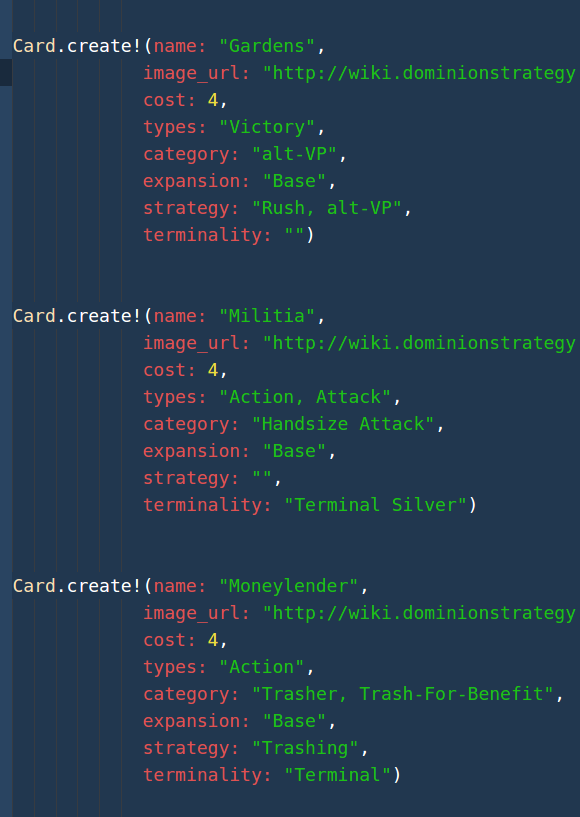 Card.create!(name: "Gardens",
image_url: "http://wiki.dominionstrategy
cost: 4,
types: "Victory",
category: "alt-VP",
expansion: "Base",
strategy: "Rush, alt-VP",
terminality: "")
Card.create!(name: "Militia",
image_url: "http://wiki.dominionstrategy
cost: 4,
types: "Action, Attack",
category: "Handsize Attack",
expansion: "Base",
strategy: "",
terminality: "Terminal Silver")
Card.create!(name: "Moneylender",
image_url: "http://wiki.dominionstrategy
cost: 4,
types: "Action",
category: "Trasher, Trash-For-Benefit",
expansion: "Base",
strategy: "Trashing",
terminality: "Terminal")